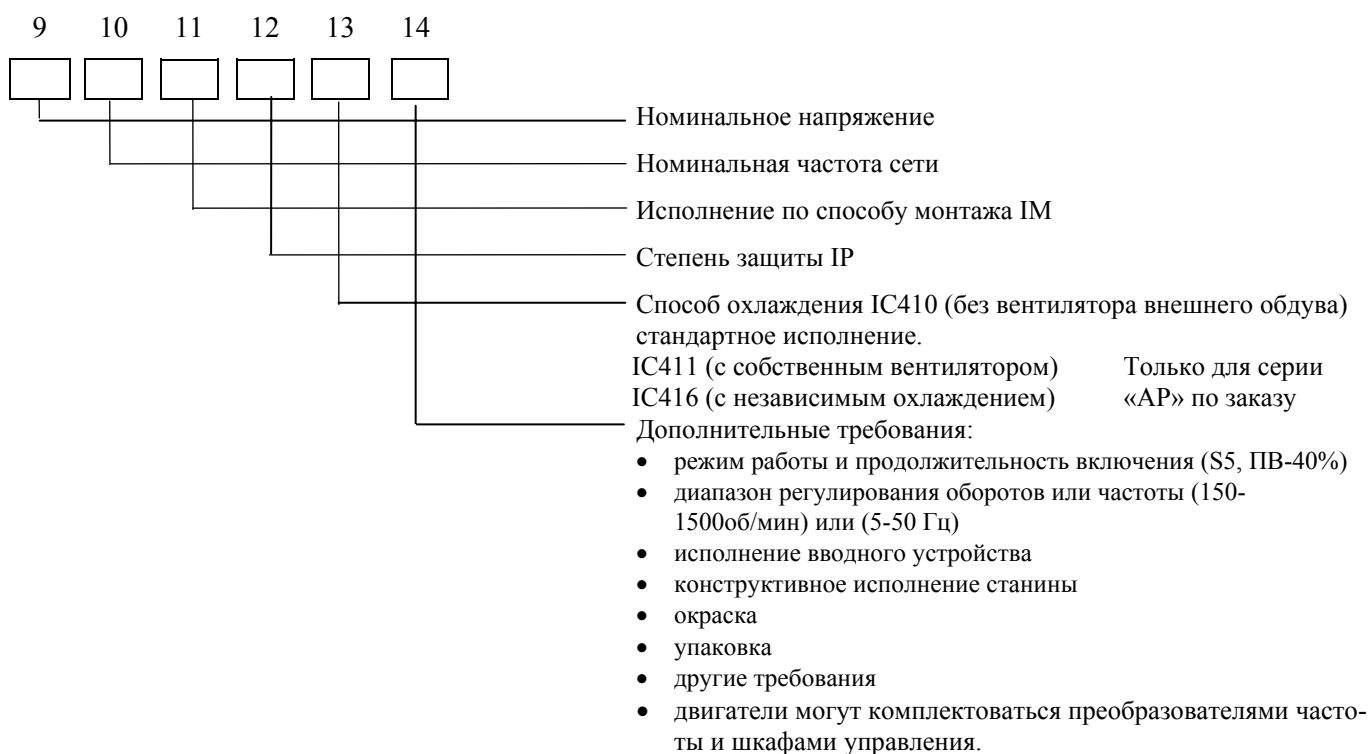 9 10 11 12 13 14
Номинальное напряжение
Номинальная частота сети
Исполнение по способу монтажа IM
Степень защиты IP
Способ охлаждения IC410 (без вентилятора внешнего обдува)
стандартное исполнение.
IC411 (с собственным вентилятором) Только для серии
IC416 (с независимым охлаждением) «АР» по заказу
Дополнительные требования:
• режим работы и продолжительность включения (S5, ПВ-40%)
• диапазон регулирования оборотов или частоты (150-
1500об/мин) или (5-50 Гц)
• исполнение вводного устройства
• конструктивное исполнение станины
• окраска
• упаковка
• другие требования
• двигатели могут комплектоваться преобразователями часто-
ты и шкафами управления.